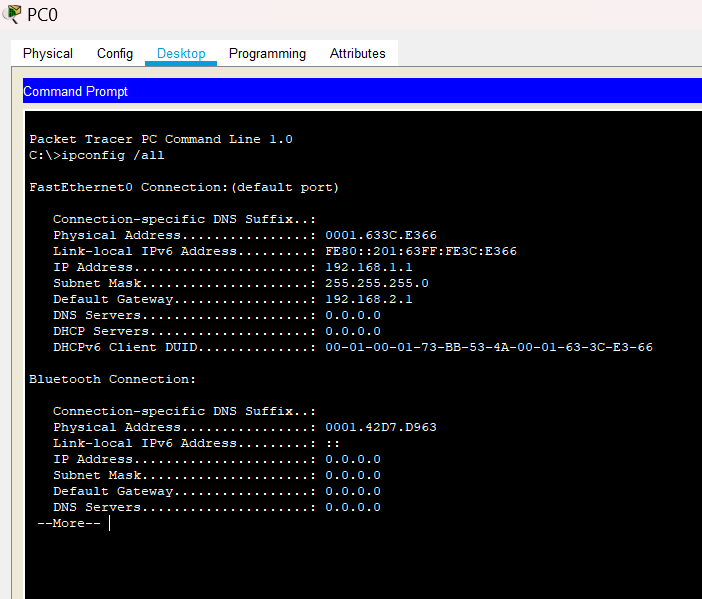 PC0
Physical Config Desktop Programming Attributes
Command Prompt
Packet Tracer PC Command Line 1.0
C:\>ipconfig /all
FastEthernet0 Connection:(default port)
Connection-specific DNS Suffix..:
Physical Address................: 0001.633C.E366
Link-local IPv6 Address.........: FE80::201:63FF:FE3C:E366
IP Address......................: 192.168.1.1
Subnet Mask.....................: 255.255.255.0
Default Gateway.................: 192.168.2.1
DNS Servers.....................: 0.0.0.0
DHCP Servers....................: 0.0.0.0
DHCPv6 Client DUID..............: 00-01-00-01-73-BB-53-4A-00-01-63-3C-E3-66
Bluetooth Connection:
Connection-specific DNS Suffix..:
Physical Address................: 0001.42D7.D963
Link-local IPv6 Address.........: ::
IP Address......................: 0.0.0.0
Subnet Mask.....................: 0.0.0.0
Default Gateway.................: 0.0.0.0
DNS Servers.....................: 0.0.0.0
--More--